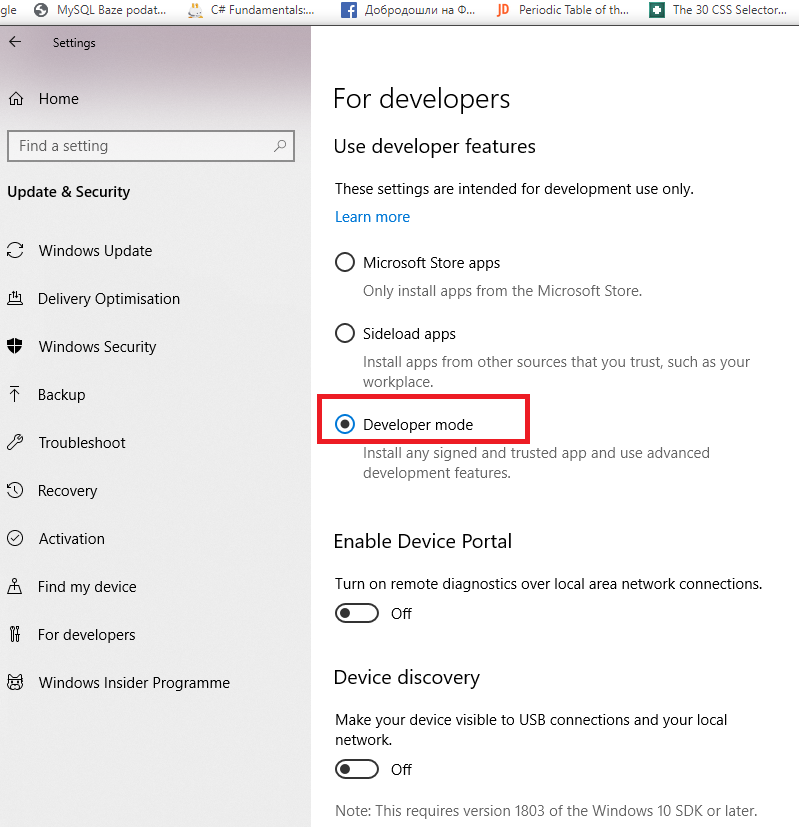 gle MySQL Baze podat... C# Fundamentals:... Добродошли на Ф... JD Periodic Table of th... The 30 CSS Selector...
Settings
Home
Find a setting
Update & Security
Windows Update
Delivery Optimisation
Windows Security
Backup
Troubleshoot
Recovery
Activation
Find my device
For developers
Windows Insider Programme
For developers
Use developer features
These settings are intended for development use only.
Learn more
Microsoft Store apps
Only install apps from the Microsoft Store.
Sideload apps
Install apps from other sources that you trust, such as your
workplace.
Developer mode
Install any signed and trusted app and use advanced
development features.
Enable Device Portal
Turn on remote diagnostics over local area network connections.
Off
Device discovery
Make your device visible to USB connections and your local
network.
Off
Note: This requires version 1803 of the Windows 10 SDK or later.